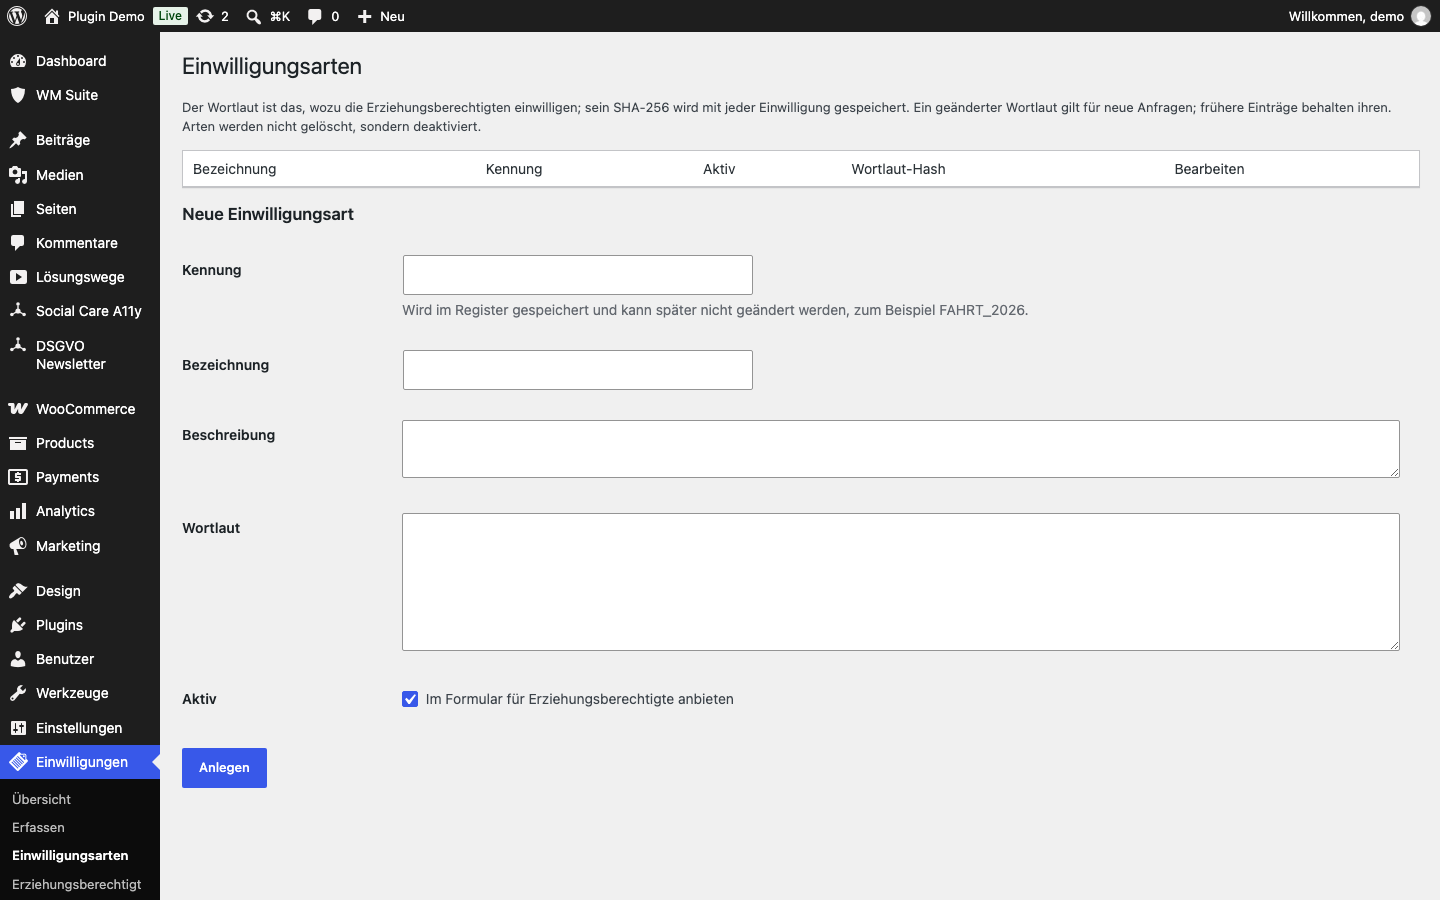 Plugin Demo Live 2 ⌘K 0 Neu
Willkommen, demo
Dashboard
WM Suite
Beiträge
Medien
Seiten
Kommentare
Lösungswege
Social Care A11y
DSGVO
Newsletter
WooCommerce
Products
Payments
Analytics
Marketing
Design
Plugins
Benutzer
Werkzeuge
Einstellungen
Einwilligungen
Übersicht
Erfassen
Einwilligungsarten
Erziehungsberechtigt
Einwilligungsarten
Der Wortlaut ist das, wozu die Erziehungsberechtigten einwilligen; sein SHA-256 wird mit jeder Einwilligung gespeichert. Ein geänderter Wortlaut gilt für neue Anfragen; frühere Einträge behalten ihren.
Arten werden nicht gelöscht, sondern deaktiviert.
Bezeichnung Kennung Aktiv Wortlaut-Hash Bearbeiten
Neue Einwilligungsart
Kennung
Wird im Register gespeichert und kann später nicht geändert werden, zum Beispiel FAHRT_2026.
Bezeichnung
Beschreibung
Wortlaut
Aktiv
Im Formular für Erziehungsberechtigte anbieten
Anlegen